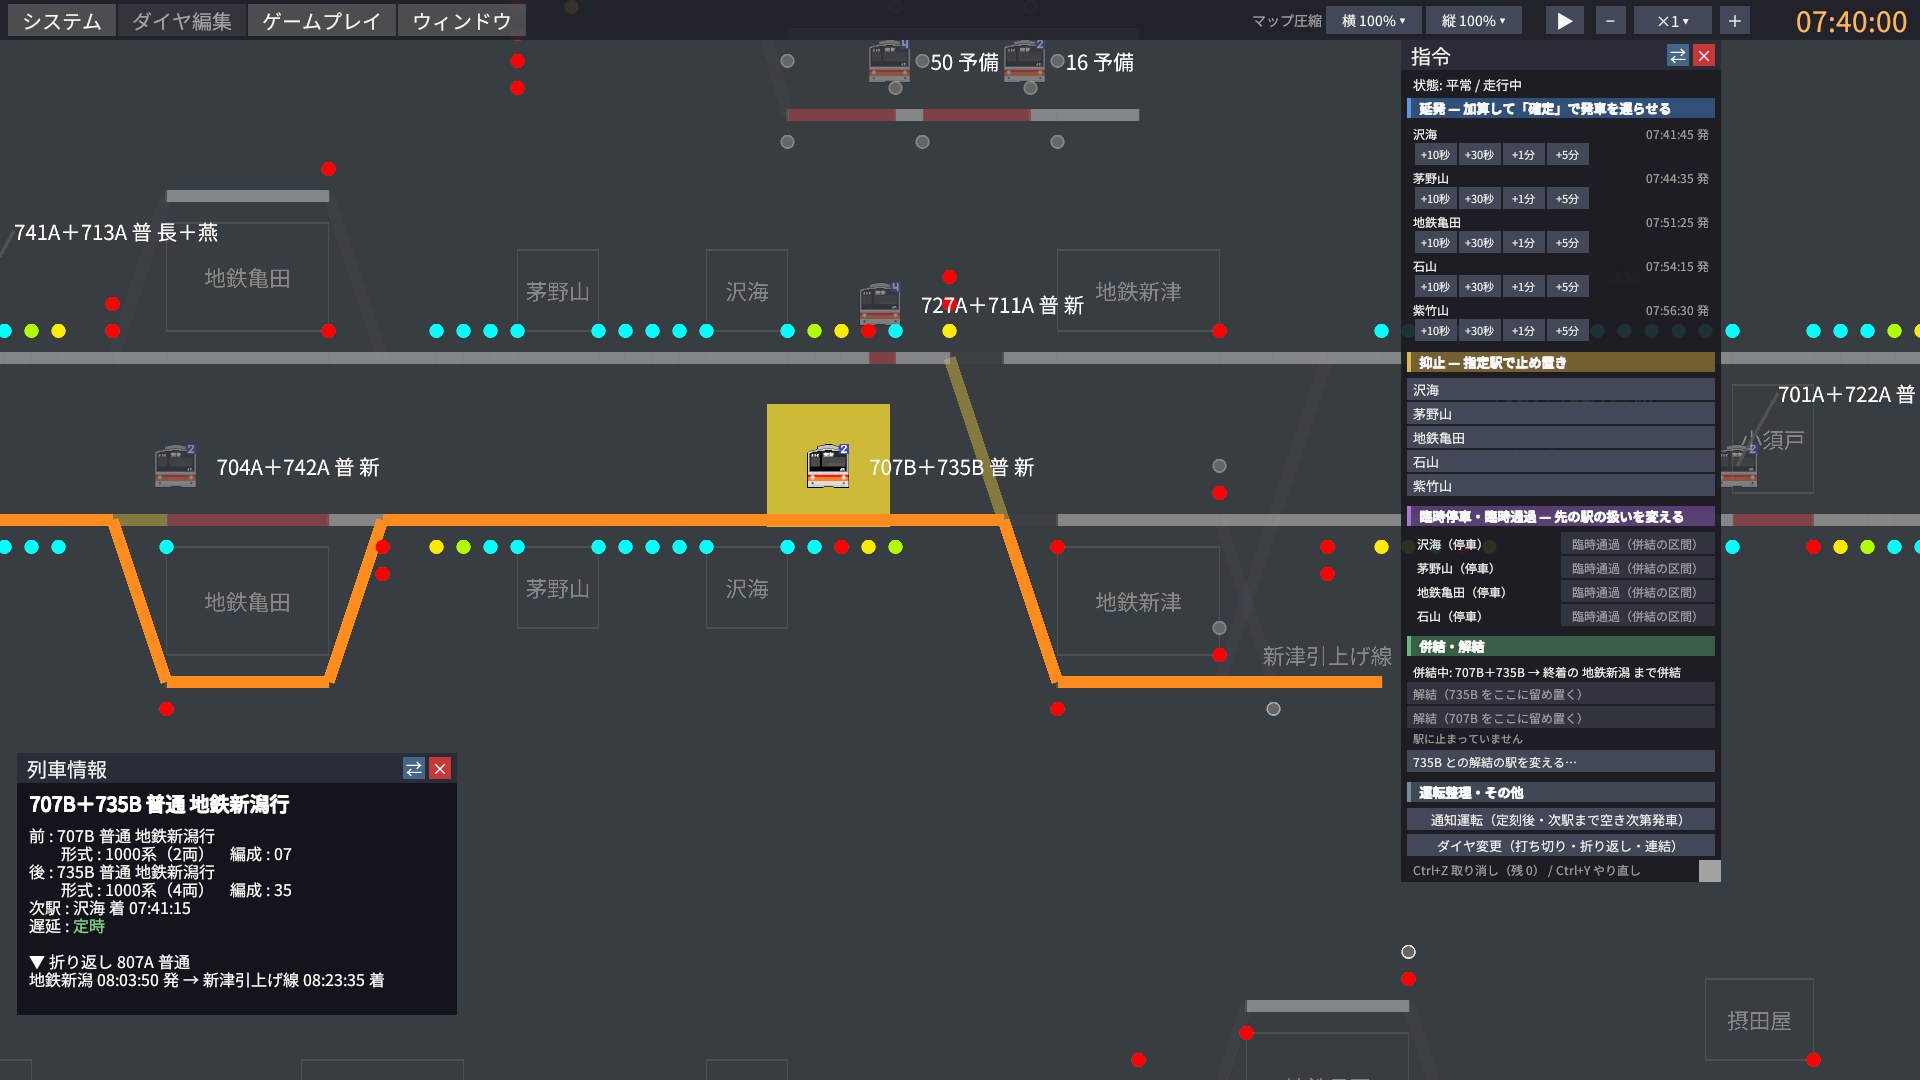 システム ダイヤ編集 ゲームプレイ ウィンドウ マップ圧縮 横 100% ▾ 縦 100% ▾ ▶ − ×1 ▾ + 07:40:00
4 50 予備 2 16 予備
741A＋713A 普 長＋燕
地鉄亀田 茅野山 沢海 4 727A＋711A 普 新 地鉄新津
2 704A＋742A 普 新 2 707B＋735B 普 新
701A＋722A 普
小須戸
2
地鉄亀田 茅野山 沢海 地鉄新津
新津引上げ線
摂田屋
指令 ⇄ ×
状態: 平常 / 走行中
延発 — 加算して「確定」で発車を遅らせる
沢海 07:41:45 発
+10秒 +30秒 +1分 +5分
茅野山 07:44:35 発
+10秒 +30秒 +1分 +5分
地鉄亀田 07:51:25 発
+10秒 +30秒 +1分 +5分
石山 07:54:15 発
+10秒 +30秒 +1分 +5分
紫竹山 07:56:30 発
+10秒 +30秒 +1分 +5分
抑止 — 指定駅で止め置き
沢海
茅野山
地鉄亀田
石山
紫竹山
臨時停車・臨時通過 — 先の駅の扱いを変える
沢海（停車） 臨時通過（併結の区間）
茅野山（停車） 臨時通過（併結の区間）
地鉄亀田（停車） 臨時通過（併結の区間）
石山（停車） 臨時通過（併結の区間）
併結・解結
併結中: 707B＋735B → 終着の 地鉄新潟 まで併結
解結（735B をここに留め置く）
解結（707B をここに留め置く）
駅に止まっていません
735B との解結の駅を変える…
運転整理・その他
通知運転（定刻後・次駅まで空き次第発車）
ダイヤ変更（打ち切り・折り返し・連結）
Ctrl+Z 取り消し（残 0） / Ctrl+Y やり直し
列車情報 ⇄ ×
707B＋735B 普通 地鉄新潟行
前 : 707B 普通 地鉄新潟行
形式 : 1000系（2両） 編成 : 07
後 : 735B 普通 地鉄新潟行
形式 : 1000系（4両） 編成 : 35
次駅 : 沢海 着 07:41:15
遅延 : 定時
▼ 折り返し 807A 普通
地鉄新潟 08:03:50 発 → 新津引上げ線 08:23:35 着